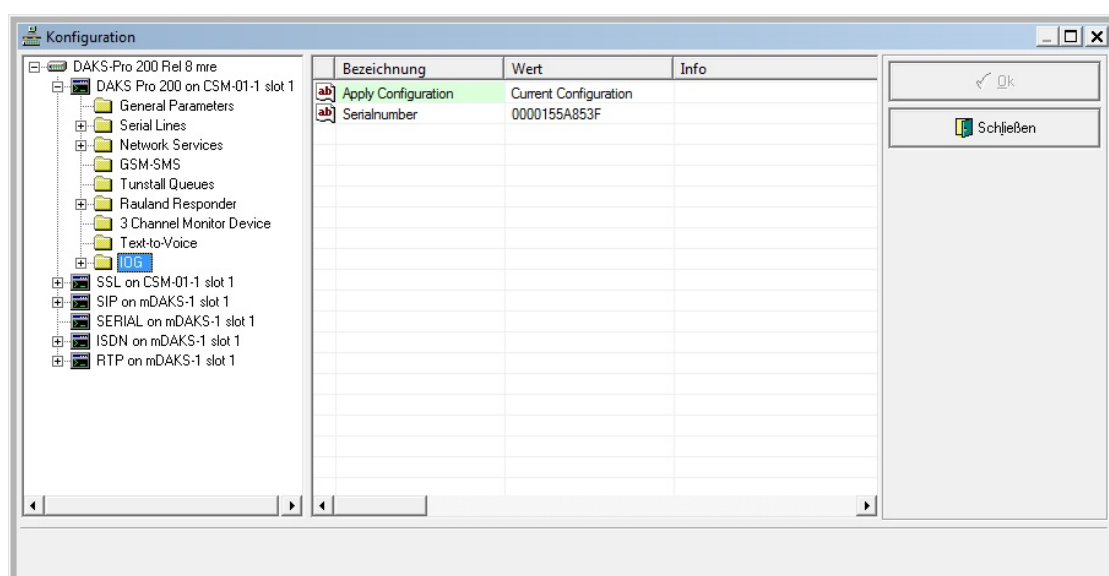 Konfiguration
DAKS-Pro 200 Rel 8 mre
DAKS Pro 200 on CSM-01-1 slot 1
General Parameters
Serial Lines
Network Services
GSM-SMS
Tunstall Queues
Rauland Responder
3 Channel Monitor Device
Text-to-Voice
IOG
SSL on CSM-01-1 slot 1
SIP on mDAKS-1 slot 1
SERIAL on mDAKS-1 slot 1
ISDN on mDAKS-1 slot 1
RTP on mDAKS-1 slot 1
Bezeichnung Wert Info
ab Apply Configuration Current Configuration
ab Serialnumber 0000155A853F
Ok
Schließen